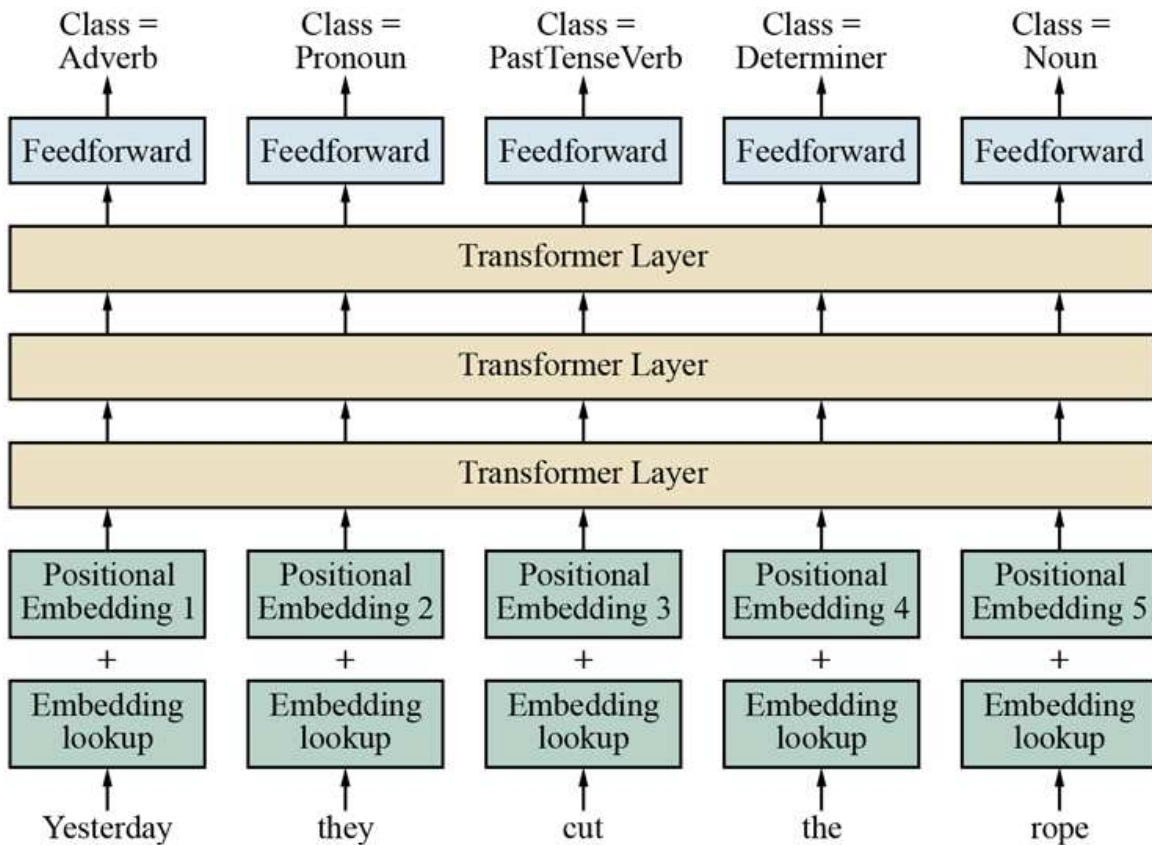 Class = Class = Class = Class = Class =
Adverb Pronoun PastTenseVerb Determiner Noun
Feedforward Feedforward Feedforward Feedforward Feedforward
Transformer Layer
Transformer Layer
Transformer Layer
Positional Positional Positional Positional Positional
Embedding 1 Embedding 2 Embedding 3 Embedding 4 Embedding 5
+ + + + +
Embedding Embedding Embedding Embedding Embedding
lookup lookup lookup lookup lookup
Yesterday they cut the rope